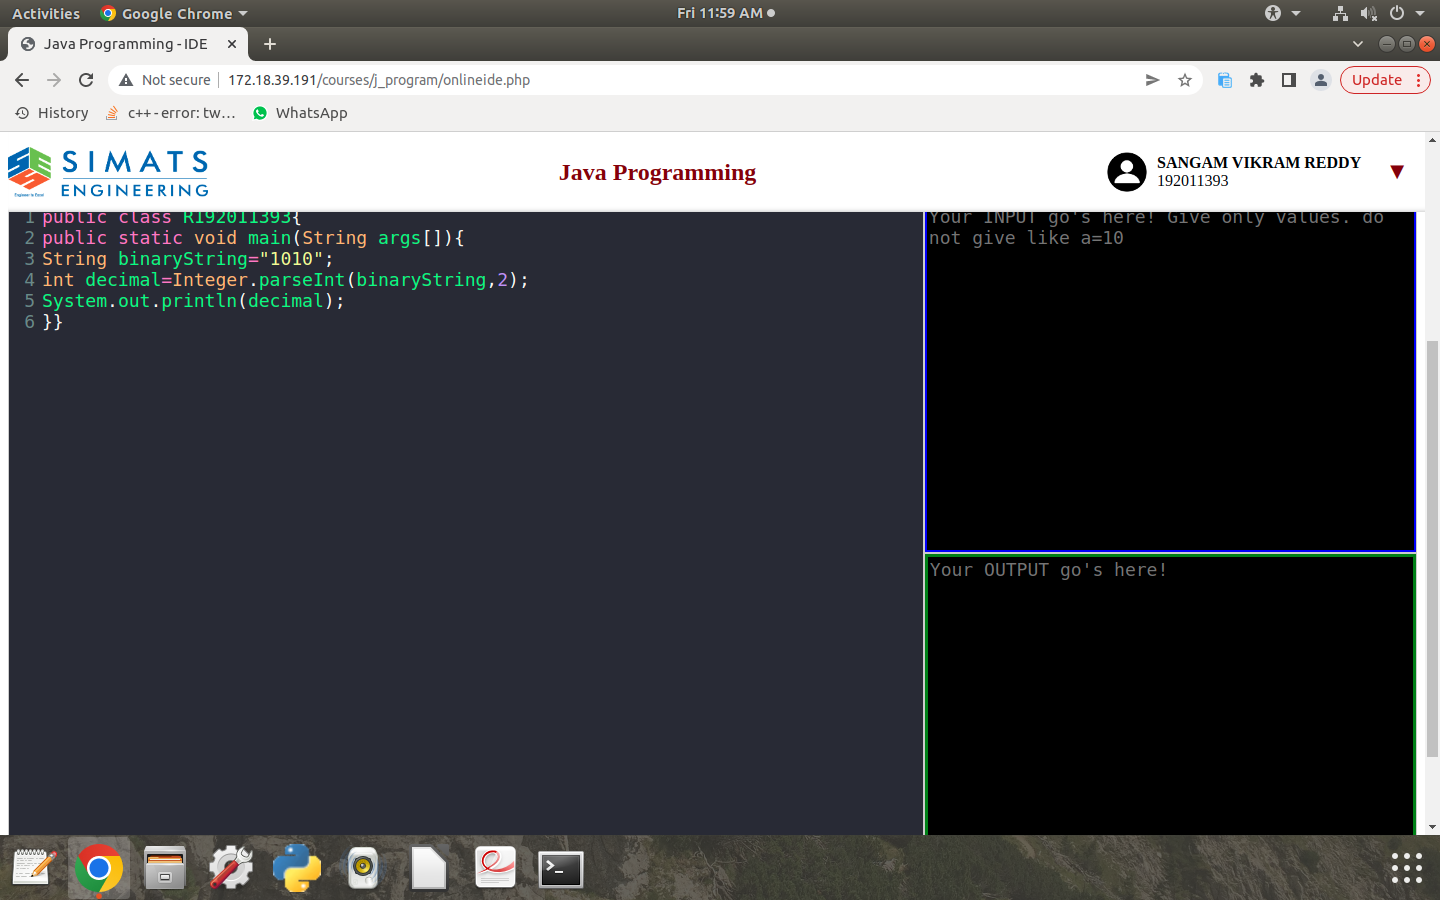 Activities
Google Chrome
Fri 11:59 AM
Java Programming - IDE
Not secure
172.18.39.191/courses/j_program/onlineide.php
Update
History
c++ - error: tw...
WhatsApp
SIMATS
ENGINEERING
Java Programming
SANGAM VIKRAM REDDY
192011393
1 public class R192011393{
2 public static void main(String args[]){
3 String binaryString="1010";
4 int decimal=Integer.parseInt(binaryString,2);
5 System.out.println(decimal);
6 }}
Your INPUT go's here! Give only values. do
not give like a=10
Your OUTPUT go's here!